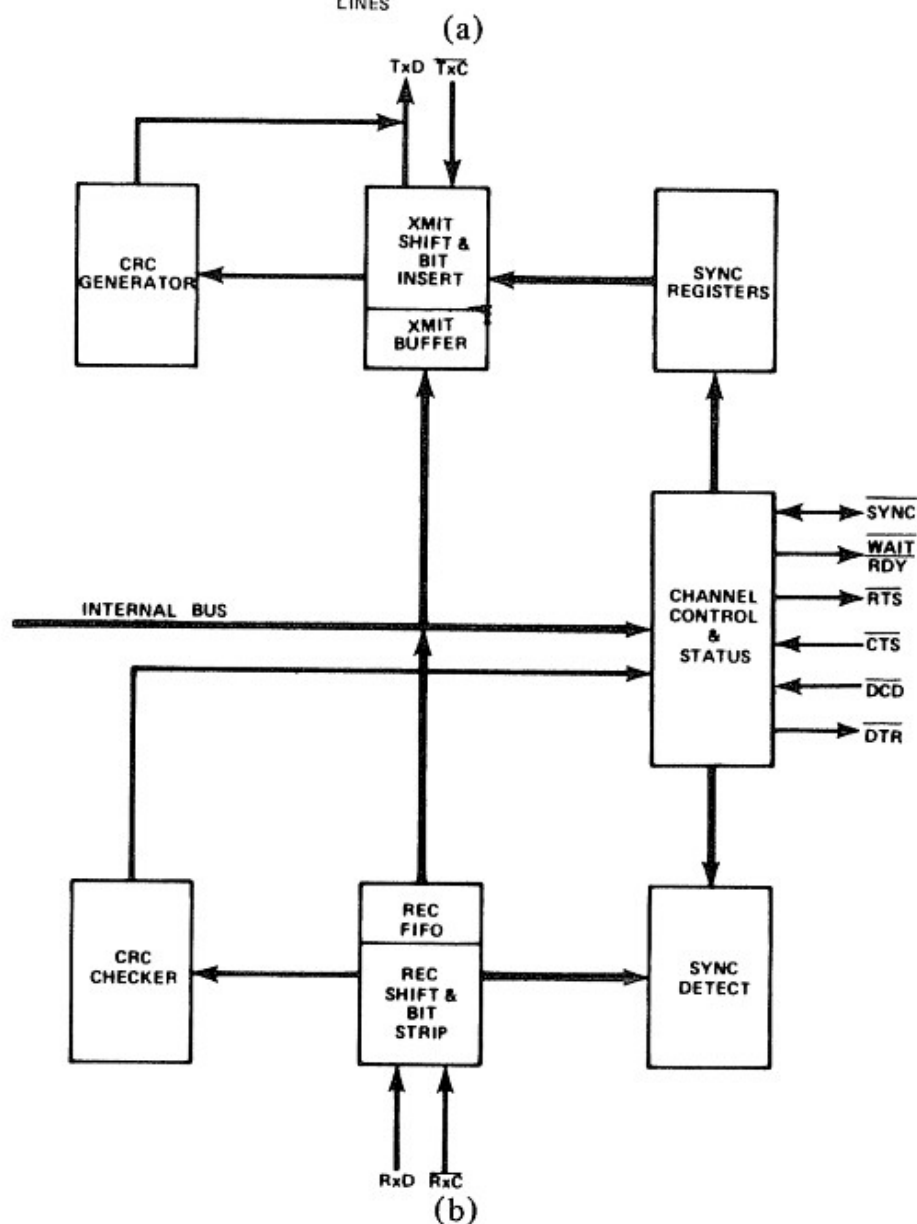 LINES
(a)
TxD TxC
CRC
GENERATOR
XMIT
SHIFT &
BIT
INSERT
XMIT
BUFFER
SYNC
REGISTERS
INTERNAL BUS
CHANNEL
CONTROL
&
STATUS
SYNC
WAIT
RDY
RTS
CTS
DCD
DTR
CRC
CHECKER
REC
FIFO
REC
SHIFT &
BIT
STRIP
SYNC
DETECT
RxD RxC
(b)